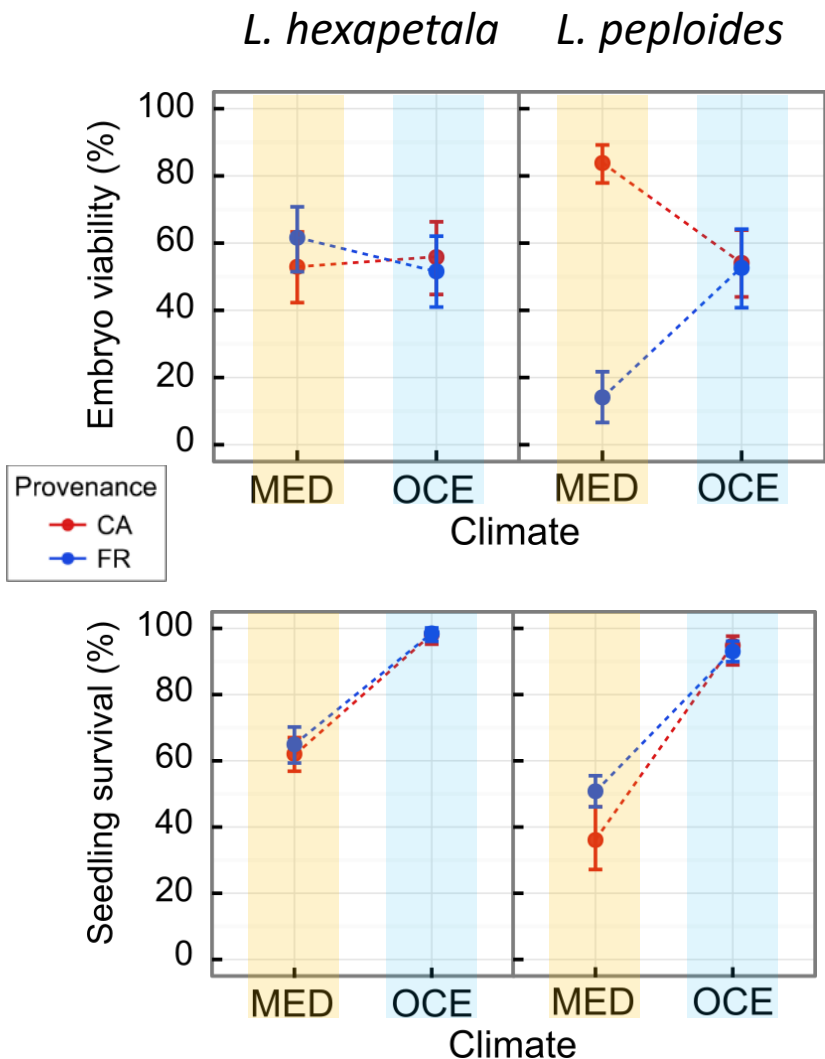 L. hexapetala L. peploides
Embryo viability (%)
100
80
60
40
20
0
MED OCE MED OCE
Climate
Provenance
CA
FR
Seedling survival (%)
100
80
60
40
20
0
MED OCE MED OCE
Climate